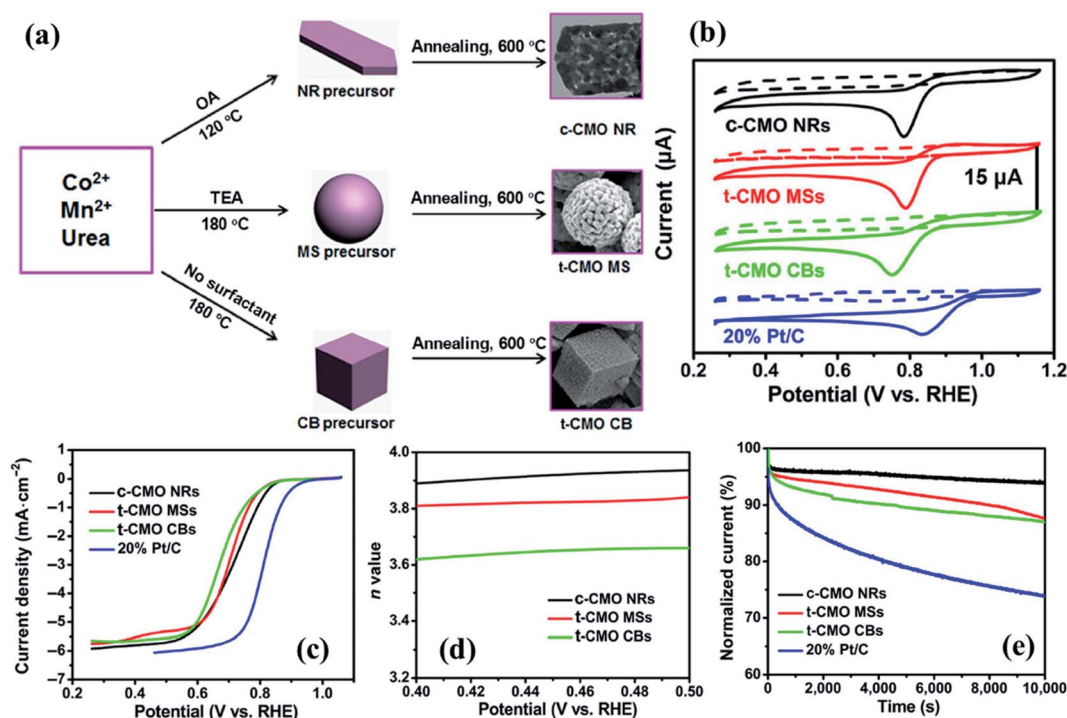 (a)
Co2+
Mn2+
Urea
OA
120 °C
TEA
180 °C
No surfactant
180 °C
NR precursor
Annealing, 600 °C
c-CMO NR
MS precursor
Annealing, 600 °C
t-CMO MS
CB precursor
Annealing, 600 °C
t-CMO CB
(b)
Current (µA)
c-CMO NRs
t-CMO MSs
15 µA
t-CMO CBs
20% Pt/C
0.2 0.4 0.6 0.8 1.0 1.2
Potential (V vs. RHE)
Current density (mA·cm−2)
1
0
−1
−2
−3
−4
−5
−6
−7
c-CMO NRs
t-CMO MSs
t-CMO CBs
20% Pt/C
(c)
0.2 0.4 0.6 0.8 1.0
Potential (V vs. RHE)
n value
4.0
3.8
3.6
3.4
3.2
c-CMO NRs
t-CMO MSs
t-CMO CBs
(d)
0.40 0.42 0.44 0.46 0.48 0.50
Potential (V vs. RHE)
Normalized current (%)
100
90
80
70
60
c-CMO NRs
t-CMO MSs
t-CMO CBs
20% Pt/C
(e)
0 2,000 4,000 6,000 8,000 10,000
Time (s)